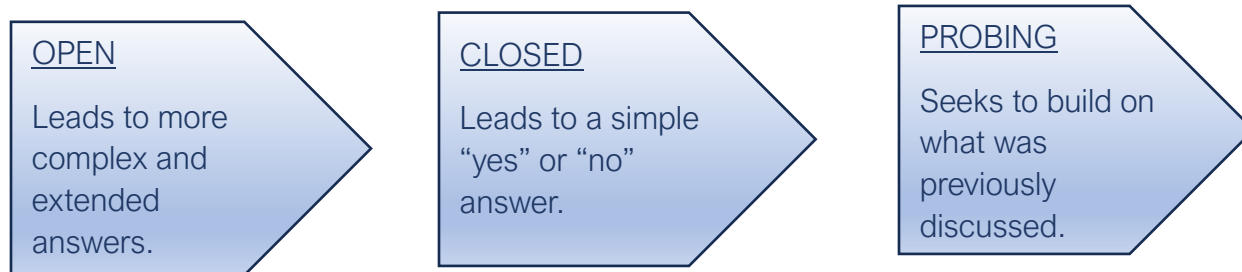 OPEN
Leads to more
complex and
extended
answers.
CLOSED
Leads to a simple
“yes” or “no”
answer.
PROBING
Seeks to build on
what was
previously
discussed.